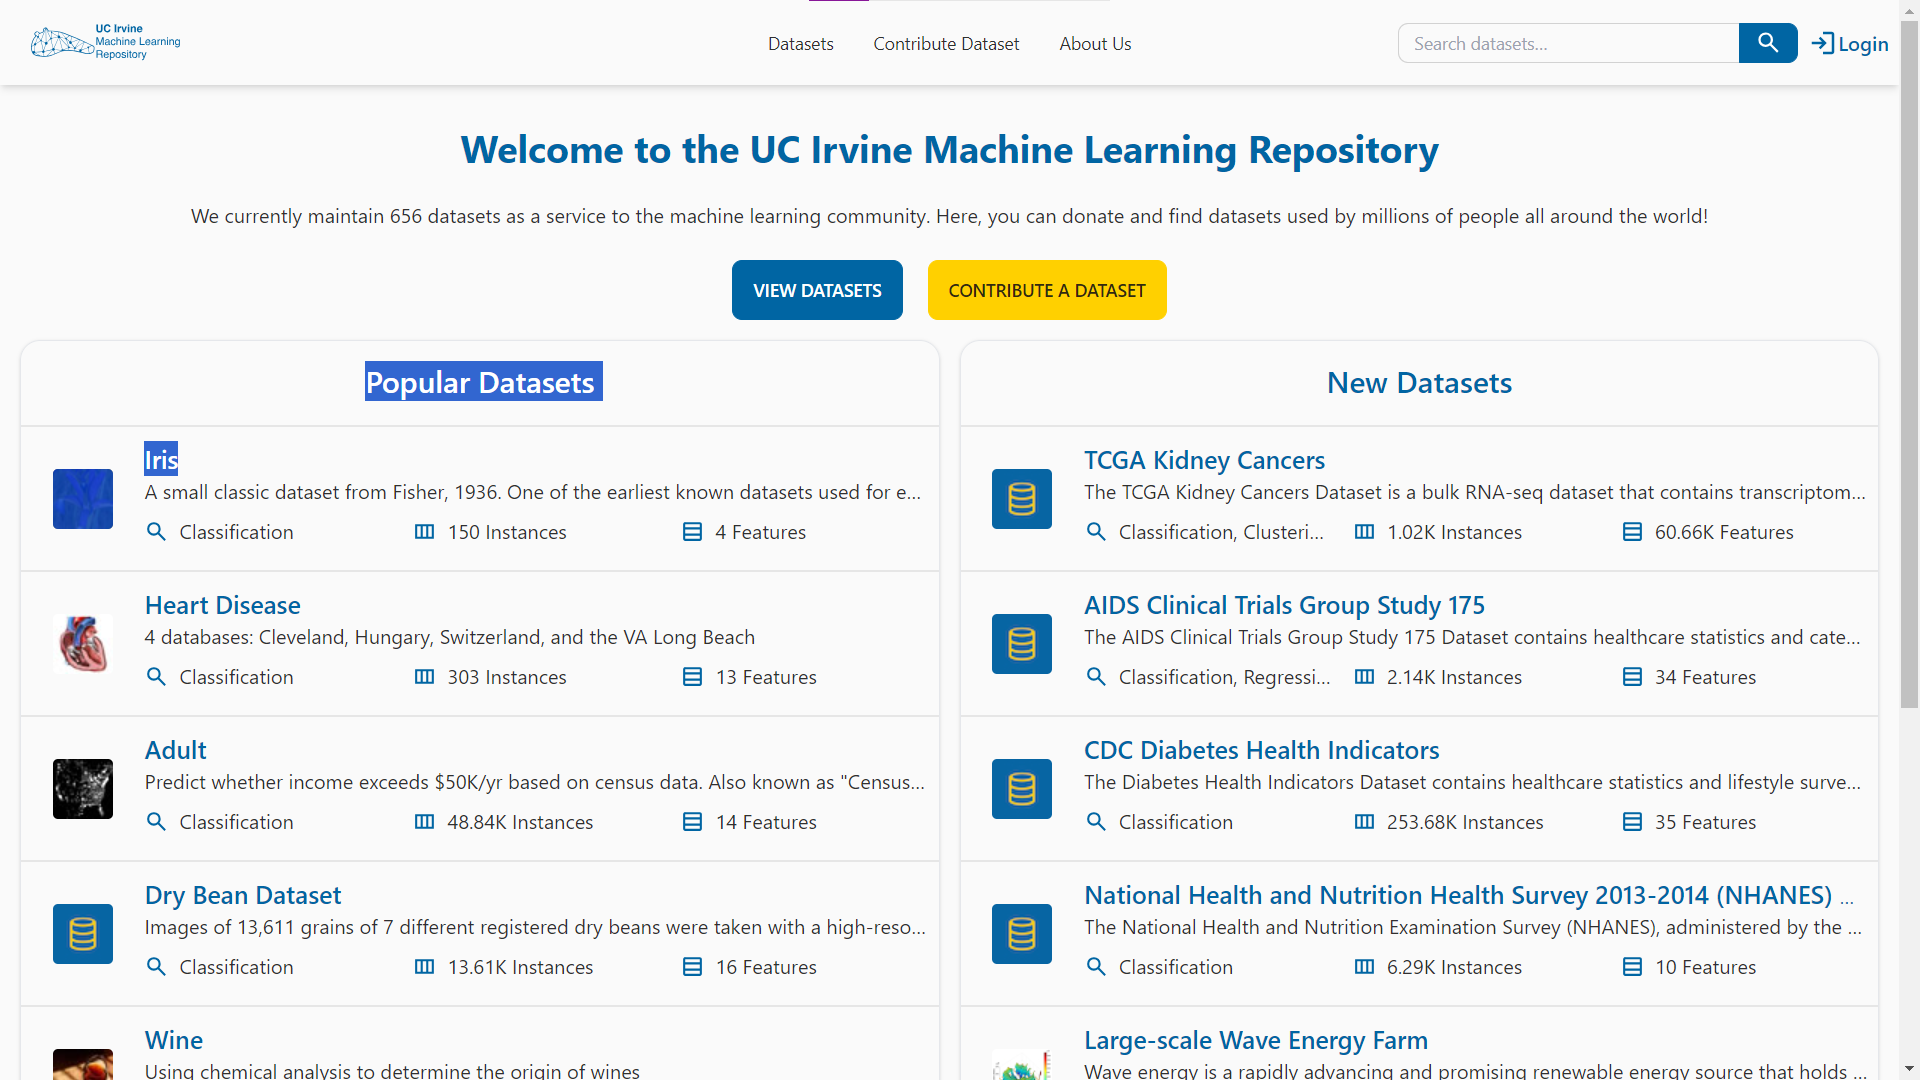 UC Irvine
Machine Learning
Repository
Datasets
Contribute Dataset
About Us
Search datasets...
Login
Welcome to the UC Irvine Machine Learning Repository
We currently maintain 656 datasets as a service to the machine learning community. Here, you can donate and find datasets used by millions of people all around the world!
VIEW DATASETS
CONTRIBUTE A DATASET
Popular Datasets
Iris
A small classic dataset from Fisher, 1936. One of the earliest known datasets used for e...
Classification
150 Instances
4 Features
Heart Disease
4 databases: Cleveland, Hungary, Switzerland, and the VA Long Beach
Classification
303 Instances
13 Features
Adult
Predict whether income exceeds $50K/yr based on census data. Also known as "Census...
Classification
48.84K Instances
14 Features
Dry Bean Dataset
Images of 13,611 grains of 7 different registered dry beans were taken with a high-reso...
Classification
13.61K Instances
16 Features
Wine
Using chemical analysis to determine the origin of wines
New Datasets
TCGA Kidney Cancers
The TCGA Kidney Cancers Dataset is a bulk RNA-seq dataset that contains transcriptom...
Classification, Clusteri...
1.02K Instances
60.66K Features
AIDS Clinical Trials Group Study 175
The AIDS Clinical Trials Group Study 175 Dataset contains healthcare statistics and cate...
Classification, Regressi...
2.14K Instances
34 Features
CDC Diabetes Health Indicators
The Diabetes Health Indicators Dataset contains healthcare statistics and lifestyle surve...
Classification
253.68K Instances
35 Features
National Health and Nutrition Health Survey 2013-2014 (NHANES) ...
The National Health and Nutrition Examination Survey (NHANES), administered by the ...
Classification
6.29K Instances
10 Features
Large-scale Wave Energy Farm
Wave energy is a rapidly advancing and promising renewable energy source that holds ...